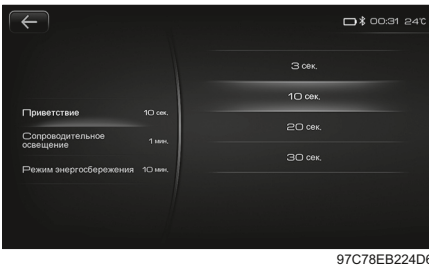 00:31 24℃
3 сек.
10 сек.
20 сек.
30 сек.
Приветствие 10 сек.
Сопроводительное
освещение 1 мин.
Режим энергосбережения 10 мин.
97C78EB224D6